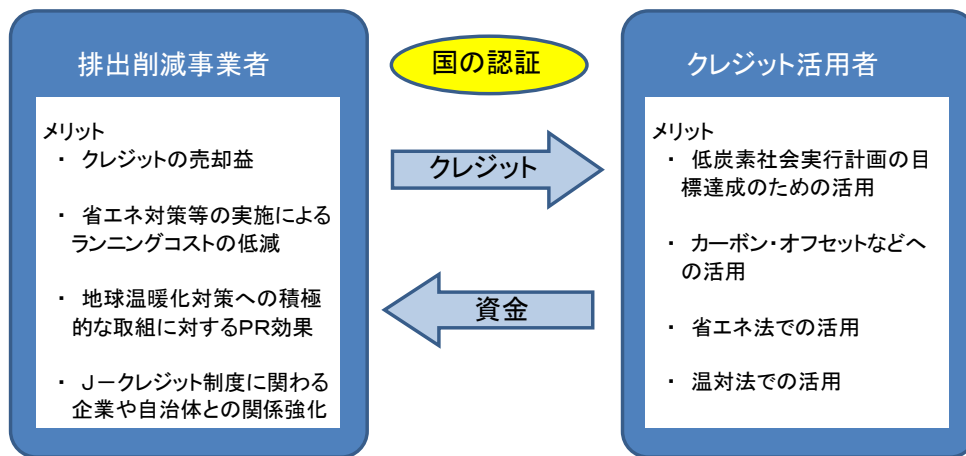 排出削減事業者
メリット
・ クレジットの売却益
・ 省エネ対策等の実施による
ランニングコストの低減
・ 地球温暖化対策への積極
的な取組に対するPR効果
・ J－クレジット制度に関わる
企業や自治体との関係強化
国の認証
クレジット
資金
クレジット活用者
メリット
・ 低炭素社会実行計画の目
標達成のための活用
・ カーボン・オフセットなどへ
の活用
・ 省エネ法での活用
・ 温対法での活用